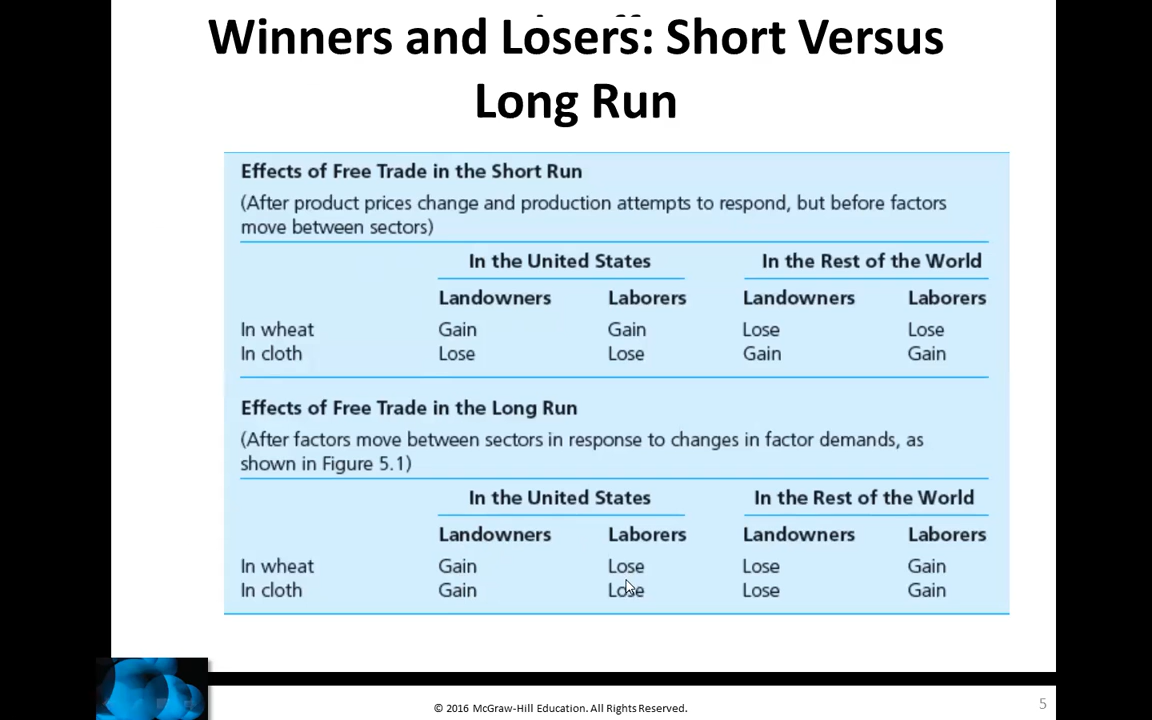 Winners and Losers: Short Versus
Long Run
Effects of Free Trade in the Short Run
(After product prices change and production attempts to respond, but before factors
move between sectors)
In the United States In the Rest of the World
Landowners Laborers Landowners Laborers
In wheat Gain Gain Lose Lose
In cloth Lose Lose Gain Gain
Effects of Free Trade in the Long Run
(After factors move between sectors in response to changes in factor demands, as
shown in Figure 5.1)
In the United States In the Rest of the World
Landowners Laborers Landowners Laborers
In wheat Gain Lose Lose Gain
In cloth Gain Lose Lose Gain
© 2016 McGraw-Hill Education. All Rights Reserved.
5